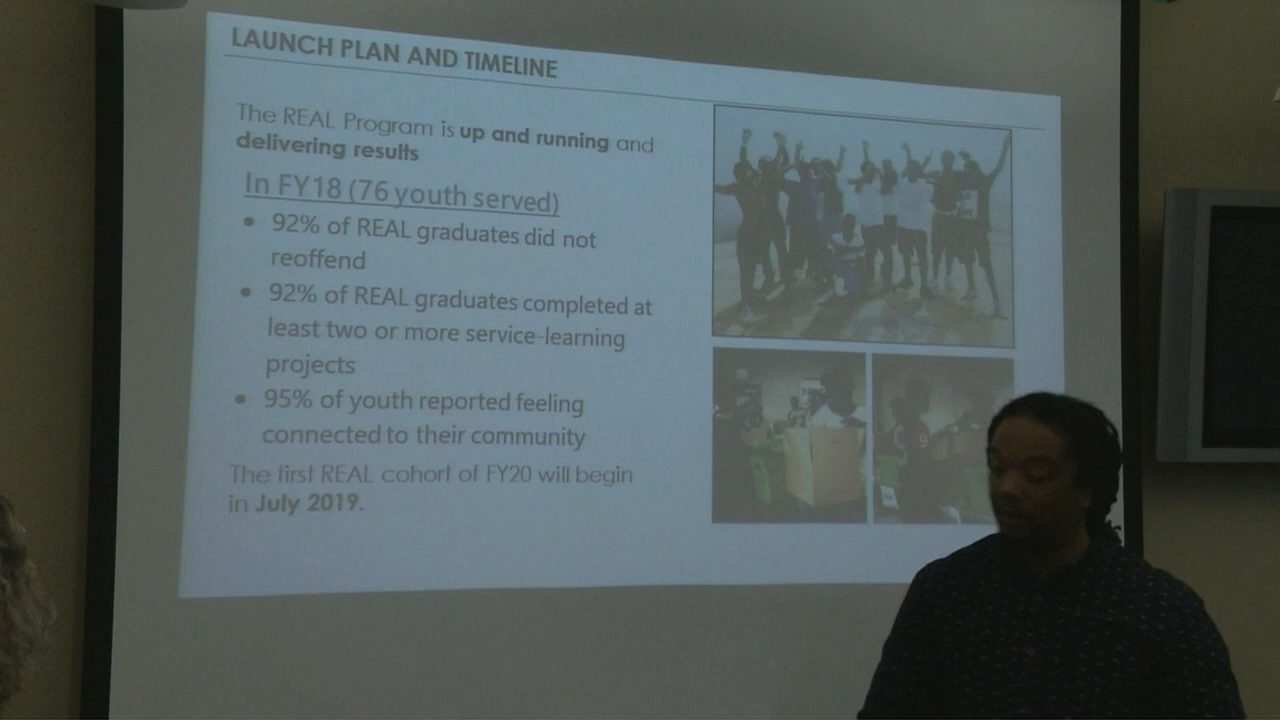 LAUNCH PLAN AND TIMELINE
The REAL Program is up and running and
delivering results
In FY18 (76 youth served)
• 92% of REAL graduates did not
reoffend
• 92% of REAL graduates completed at
least two or more service-learning
projects
• 95% of youth reported feeling
connected to their community
The first REAL cohort of FY20 will begin
in July 2019.